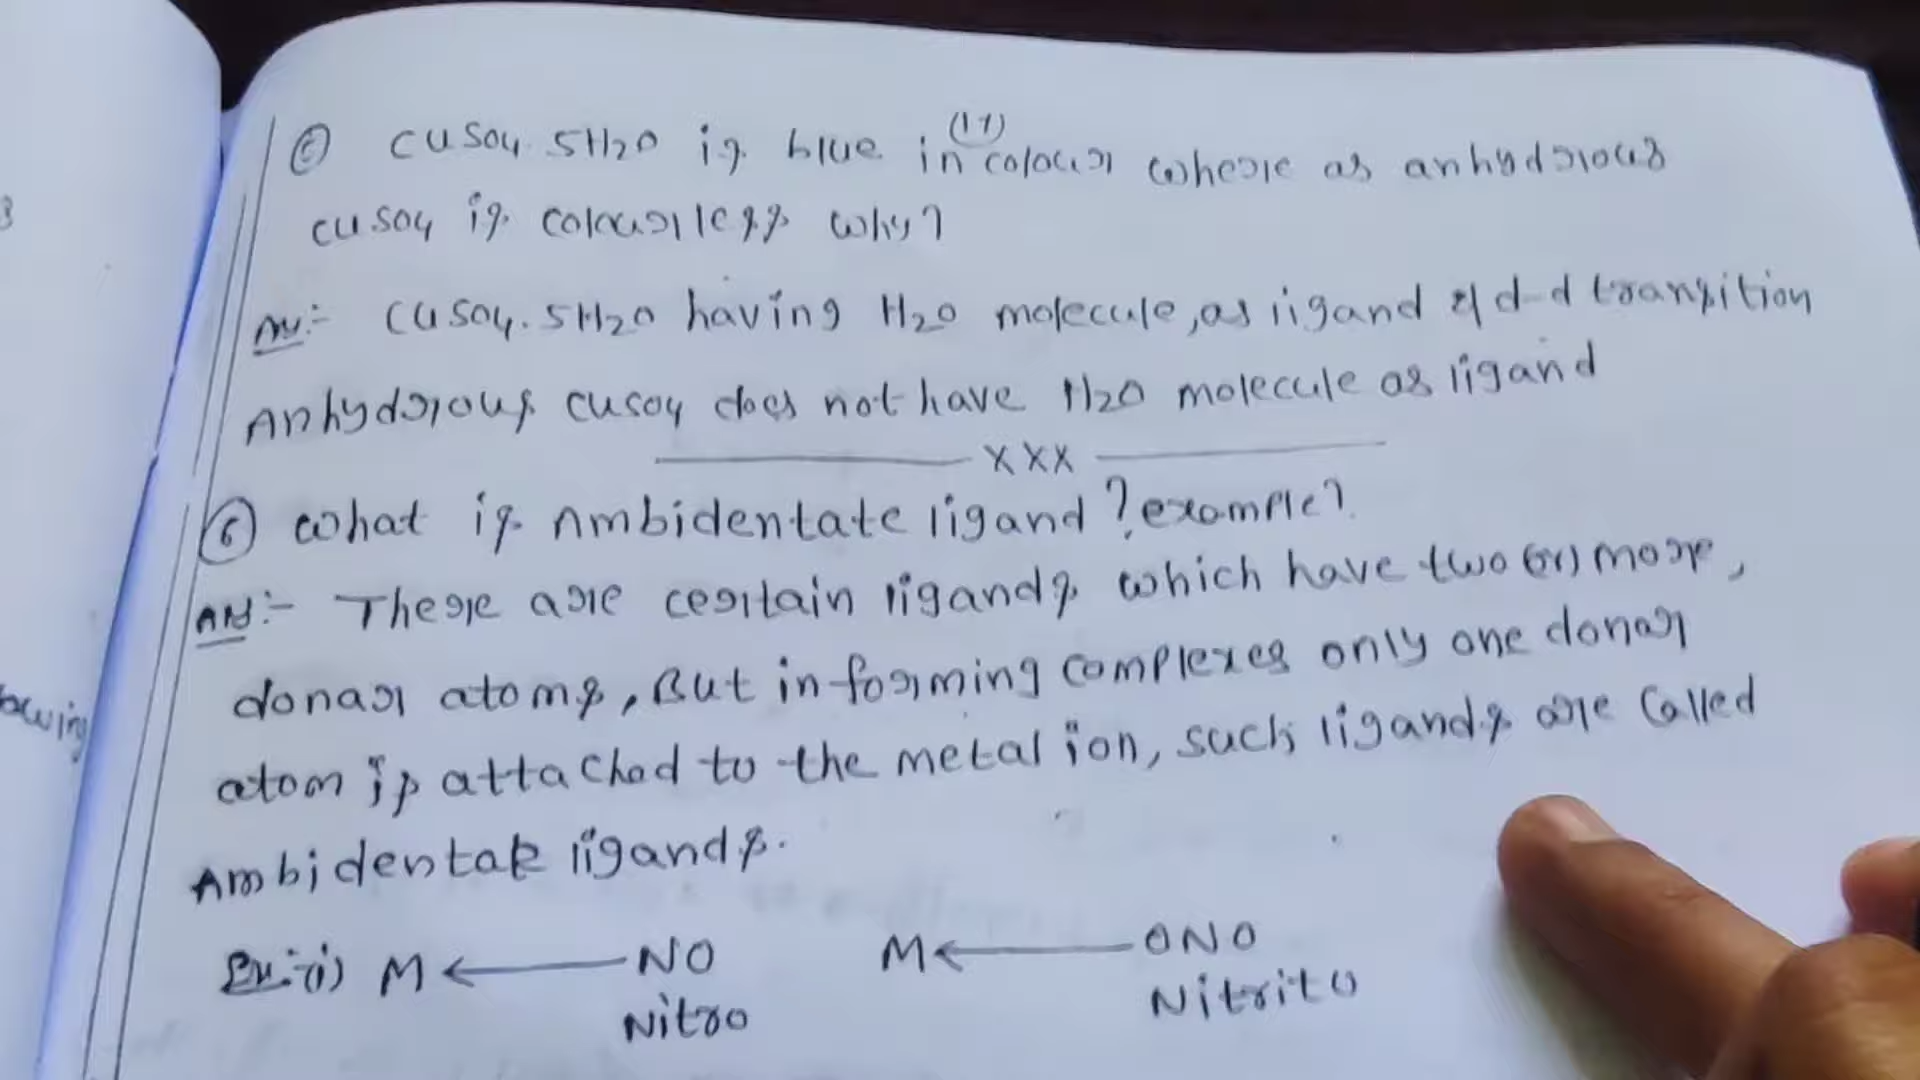 (17)
⑤ CuSO4.5H2O is blue in colour where as anhydrous
CuSO4 is colourless why?
Ans:- CuSO4.5H2O having H2O molecule, as ligand & d-d transition
Anhydrous CuSO4 does not have H2O molecule as ligand
XXX
⑥ What is Ambidentate ligand? example?
Ans:- There are certain ligands which have two (or) more,
donar atoms, But in forming complexes only one donar
atom is attached to the metal ion, such ligands are called
Ambidentate ligands.
Ex:-(i) M ← NO M ← ONO
Nitro Nitrito